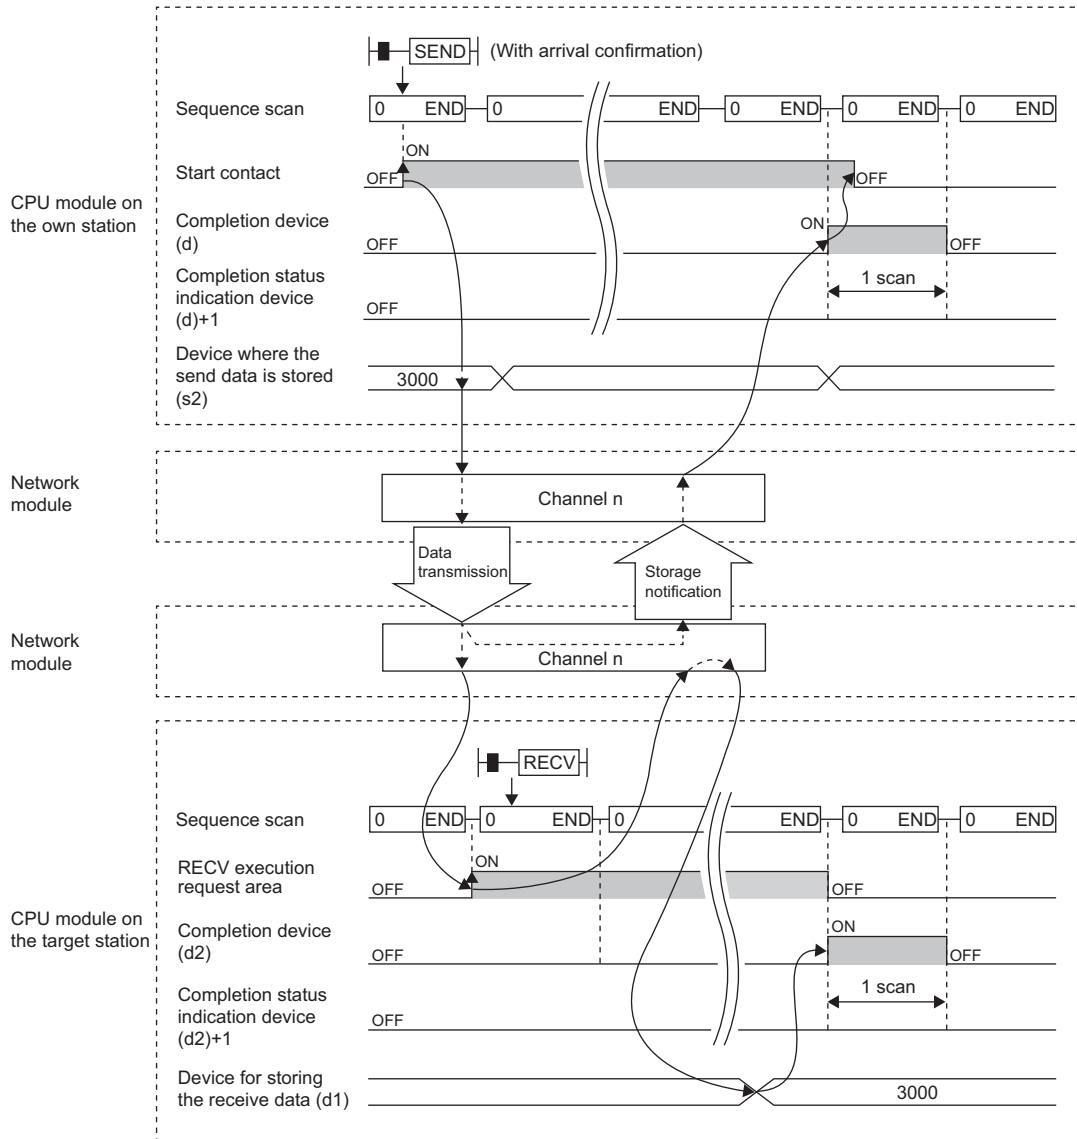 SEND (With arrival confirmation)
Sequence scan
0 END 0 END 0 END 0 END 0 END
ON
Start contact
OFF OFF
CPU module on
the own station
Completion device
(d)
ON
OFF OFF
1 scan
Completion status
indication device
(d)+1
OFF
Device where the
send data is stored
(s2)
3000
Network
module
Channel n
Data
transmission
Storage
notification
Network
module
Channel n
RECV
Sequence scan
0 END 0 END 0 END 0 END 0 END
RECV execution
request area
ON
OFF OFF
CPU module on
the target station
Completion device
(d2)
ON
OFF OFF
1 scan
Completion status
indication device
(d2)+1
OFF
Device for storing
the receive data (d1)
3000